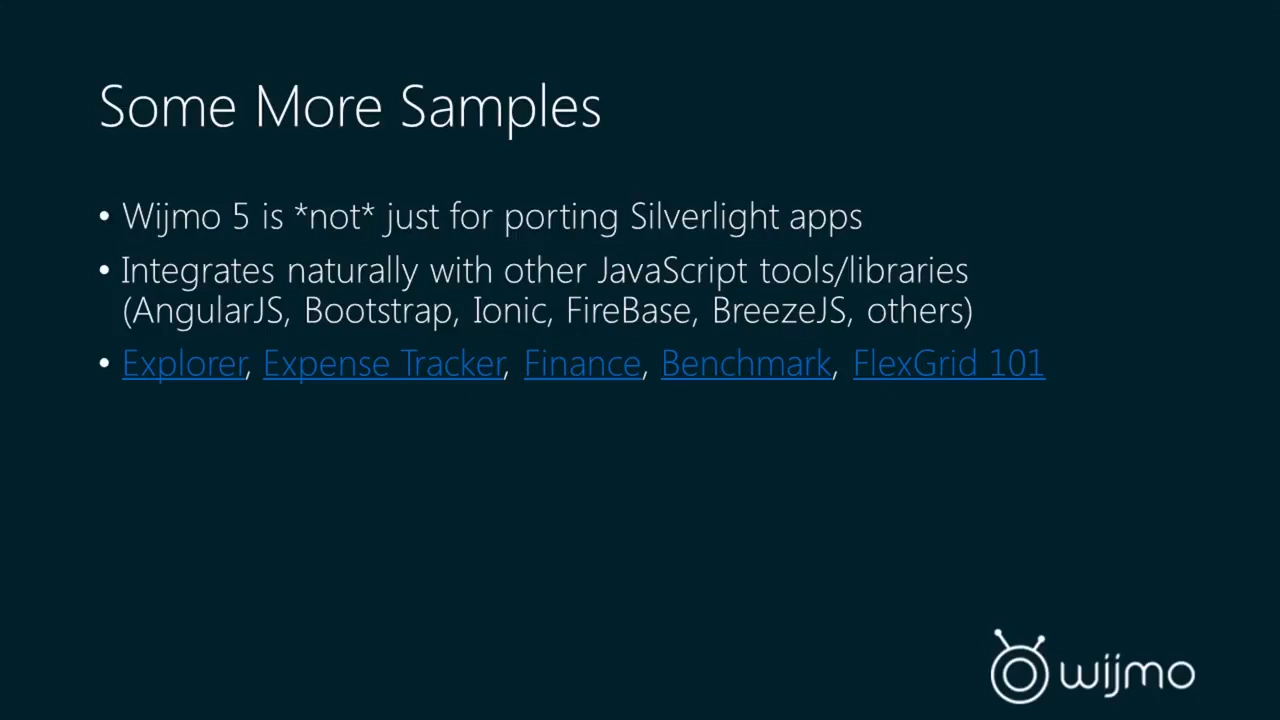 Some More Samples
• Wijmo 5 is *not* just for porting Silverlight apps
• Integrates naturally with other JavaScript tools/libraries
(AngularJS, Bootstrap, Ionic, FireBase, BreezeJS, others)
• Explorer, Expense Tracker, Finance, Benchmark, FlexGrid 101
wijmo